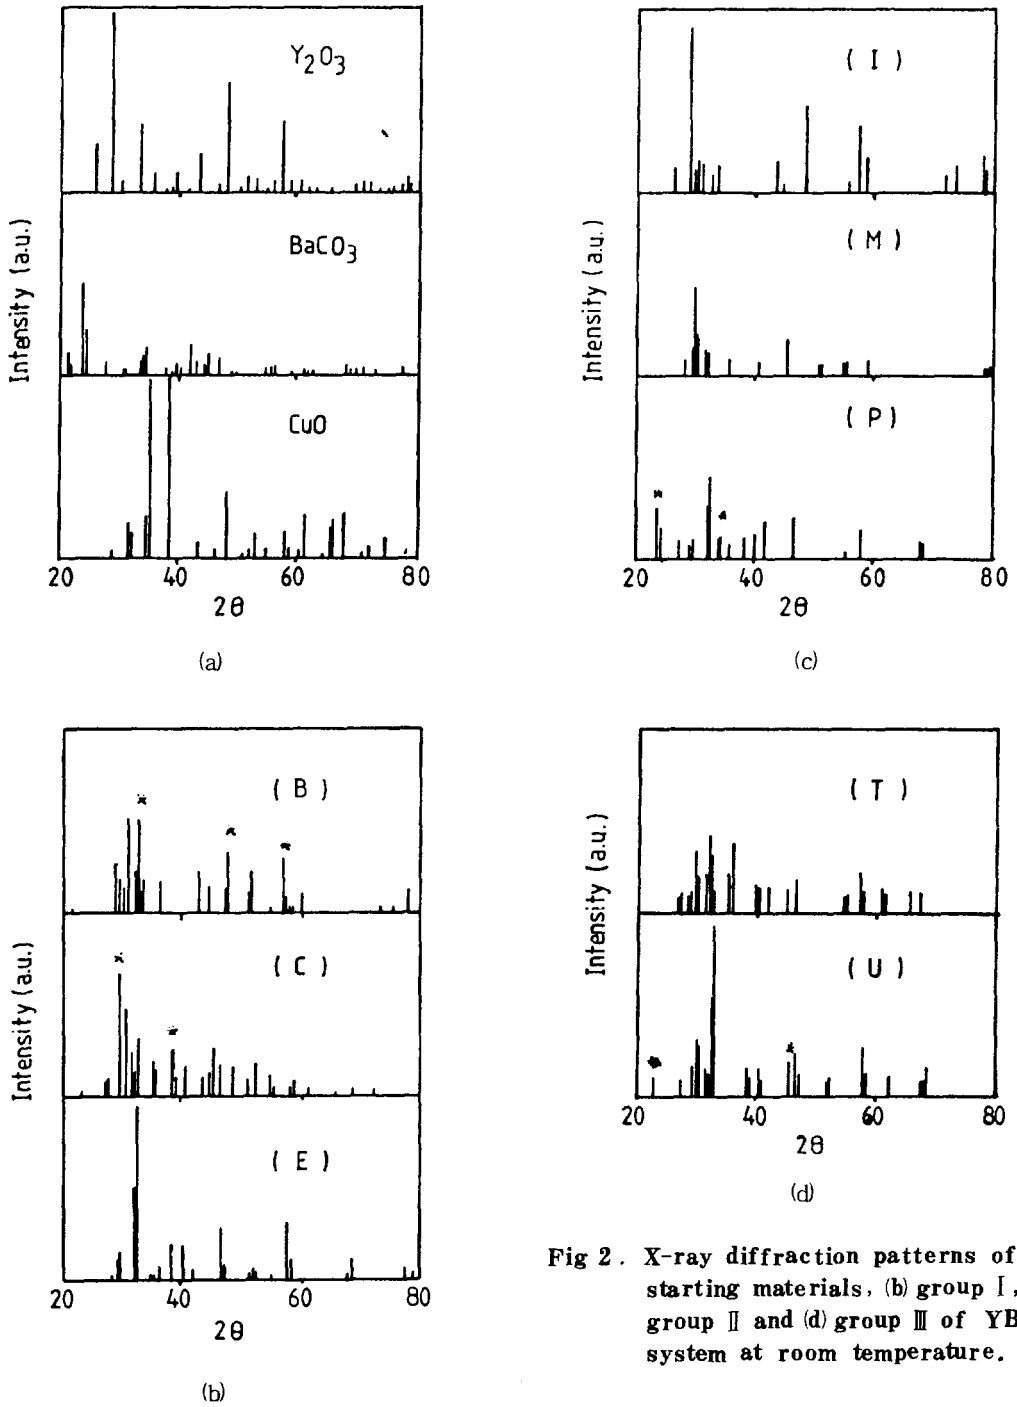 Intensity (a.u.)
Y2O3
BaCO3
CuO
20 40 60 80
2θ
(a)
Intensity (a.u.)
( I )
( M )
( P )
20 40 60 80
2θ
(c)
Intensity (a.u.)
( B )
( C )
( E )
20 40 60 80
2θ
(b)
Intensity (a.u.)
( T )
( U )
20 40 60 80
2θ
(d)
Fig 2. X-ray diffraction patterns of
starting materials, (b) group Ⅰ,
group Ⅱ and (d) group Ⅲ of YB
system at room temperature.